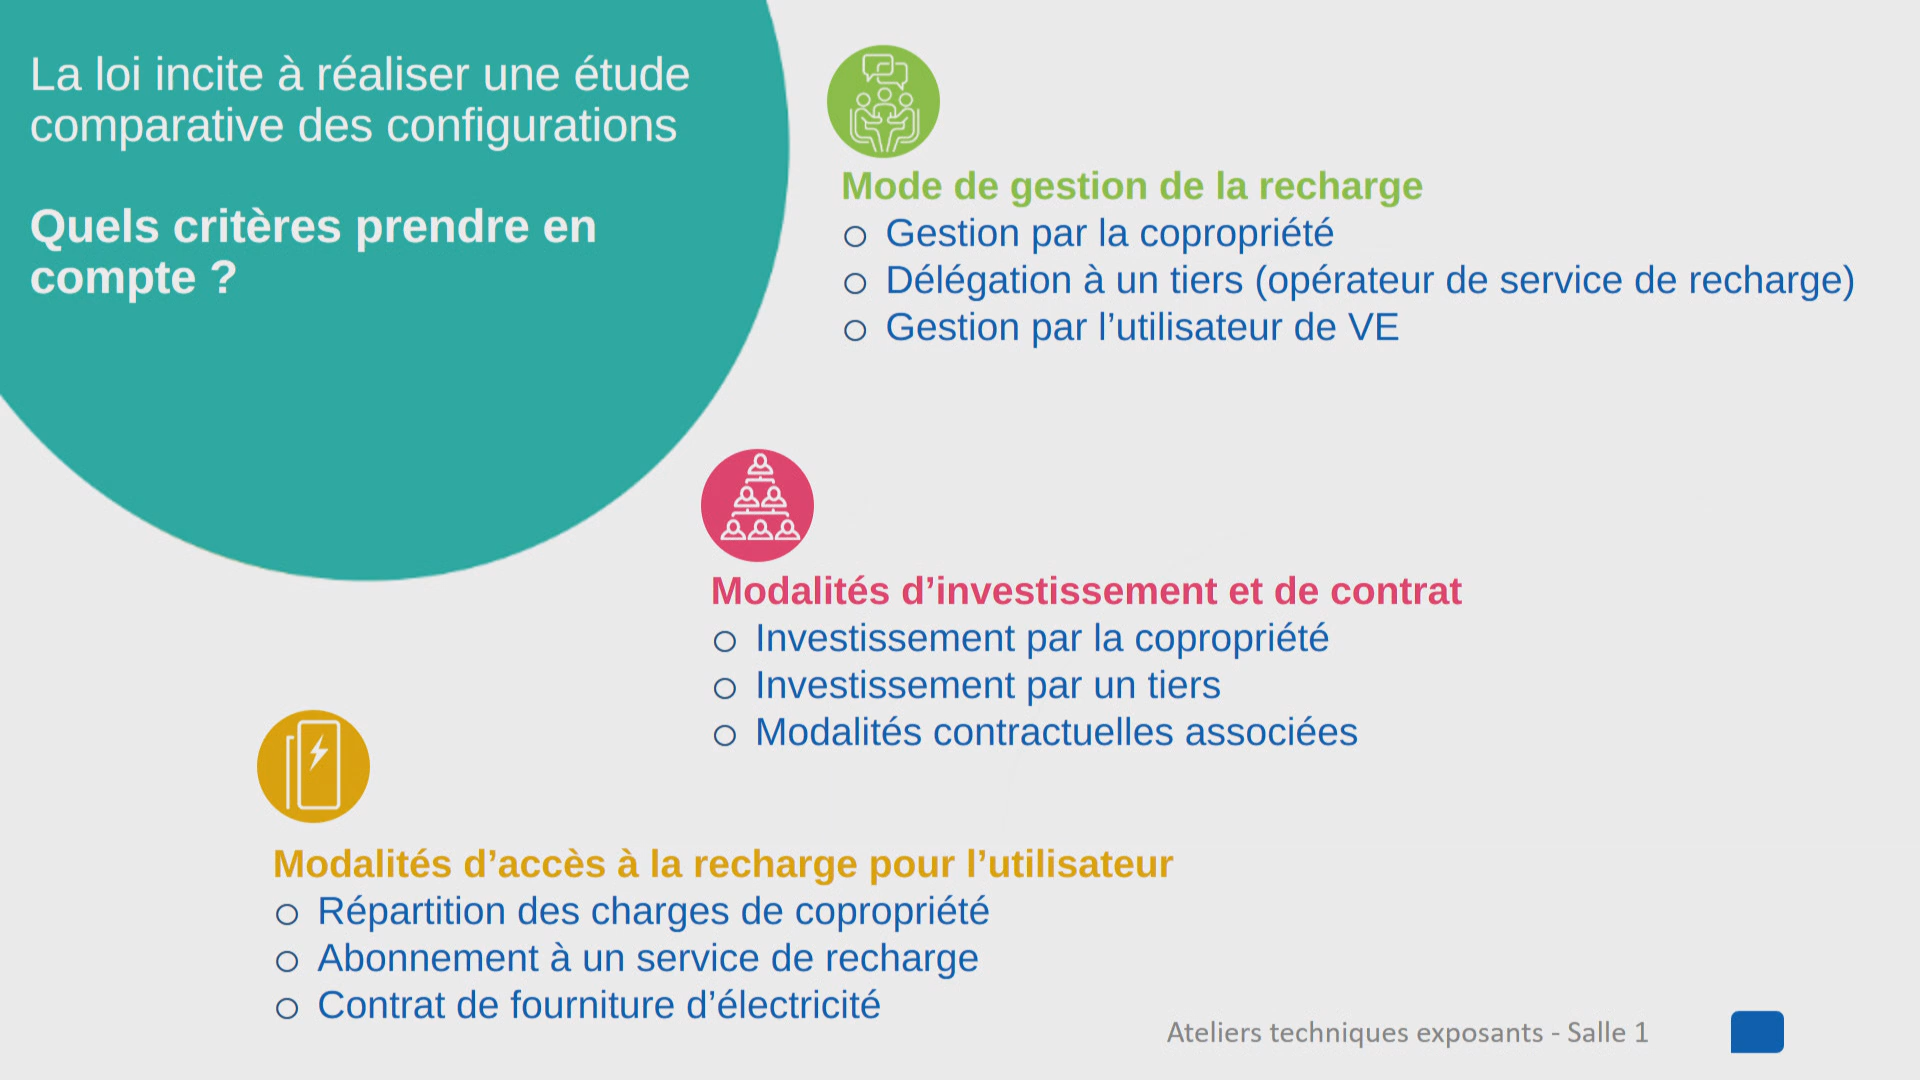 La loi incite à réaliser une étude
comparative des configurations
Quels critères prendre en
compte ?
Mode de gestion de la recharge
o Gestion par la copropriété
o Délégation à un tiers (opérateur de service de recharge)
o Gestion par l’utilisateur de VE
Modalités d’investissement et de contrat
o Investissement par la copropriété
o Investissement par un tiers
o Modalités contractuelles associées
Modalités d’accès à la recharge pour l’utilisateur
o Répartition des charges de copropriété
o Abonnement à un service de recharge
o Contrat de fourniture d’électricité
Ateliers techniques exposants - Salle 1